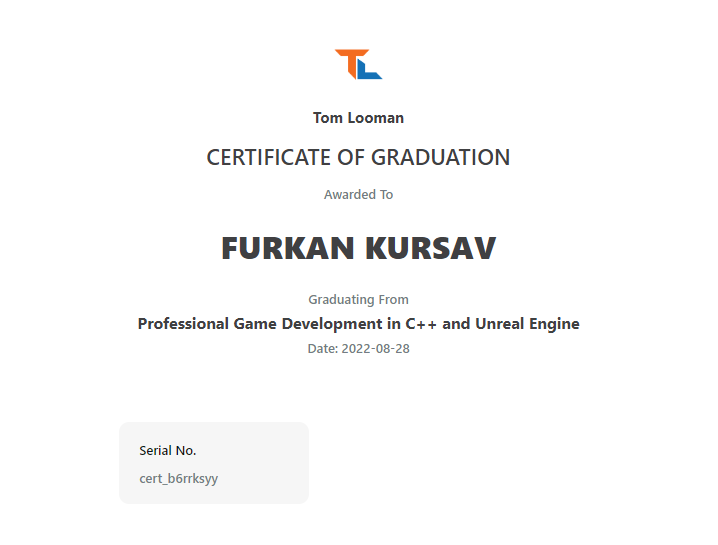 TL
Tom Looman
CERTIFICATE OF GRADUATION
Awarded To
FURKAN KURSAV
Graduating From
Professional Game Development in C++ and Unreal Engine
Date: 2022-08-28
Serial No.
cert_b6rrksyy